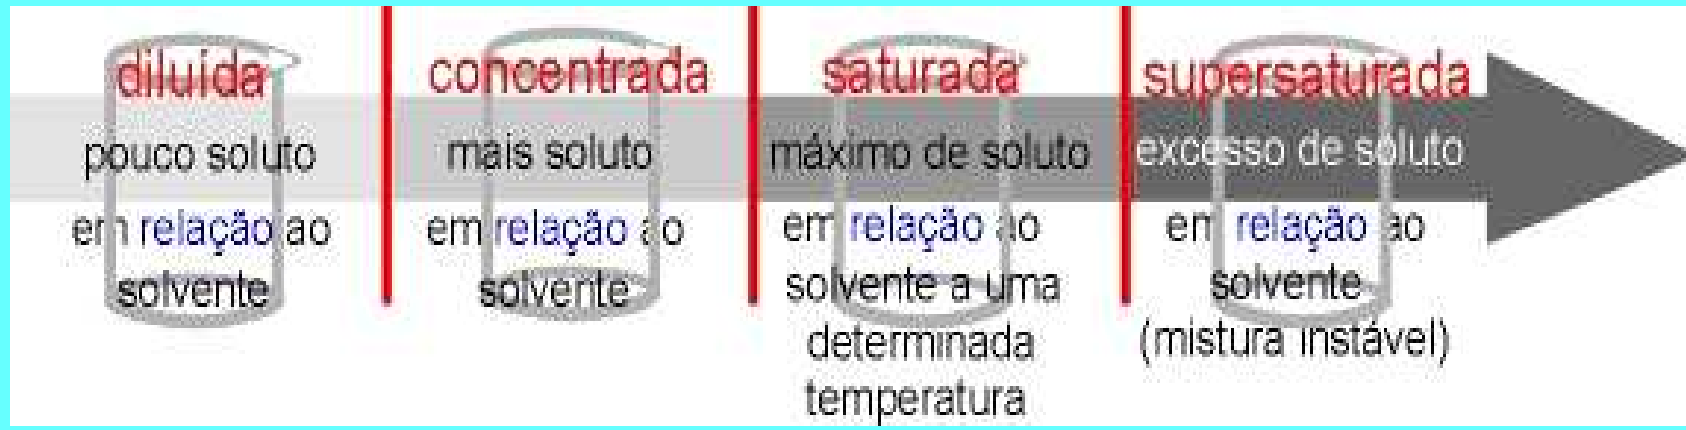 diluída
pouco soluto
em relação ao
solvente
concentrada
mais soluto
em relação ao
solvente
saturada
máximo de soluto
em relação ao
solvente a uma
determinada
temperatura
supersaturada
excesso de soluto
em relação ao
solvente
(mistura instável)